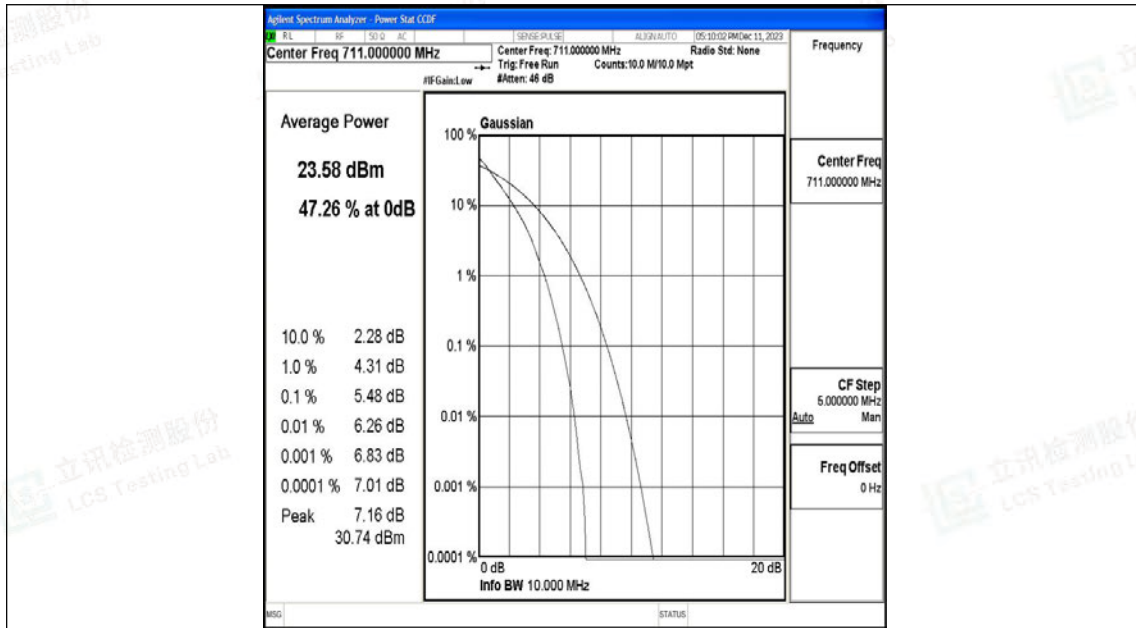 Agilent Spectrum Analyzer - Power Stat CCDF
RL RF 50 Ω AC SENSE:PULSE ALIGNAUTO 05:10:02 PM Dec 11, 2023
Center Freq 711.000000 MHz
Center Freq: 711.000000 MHz Radio Std: None
Trig: Free Run Counts:10.0 M/10.0 Mpt
#IFGain:Low #Atten: 46 dB
Frequency
Average Power
23.58 dBm
47.26 % at 0dB
10.0 % 2.28 dB
1.0 % 4.31 dB
0.1 % 5.48 dB
0.01 % 6.26 dB
0.001 % 6.83 dB
0.0001 % 7.01 dB
Peak 7.16 dB
30.74 dBm
Gaussian
100 %
10 %
1 %
0.1 %
0.01 %
0.001 %
0.0001 %
0 dB 20 dB
Info BW 10.000 MHz
Center Freq
711.000000 MHz
CF Step
5.000000 MHz
Auto Man
Freq Offset
0 Hz
MSG STATUS
立讯检测股份
LCS Testing Lab